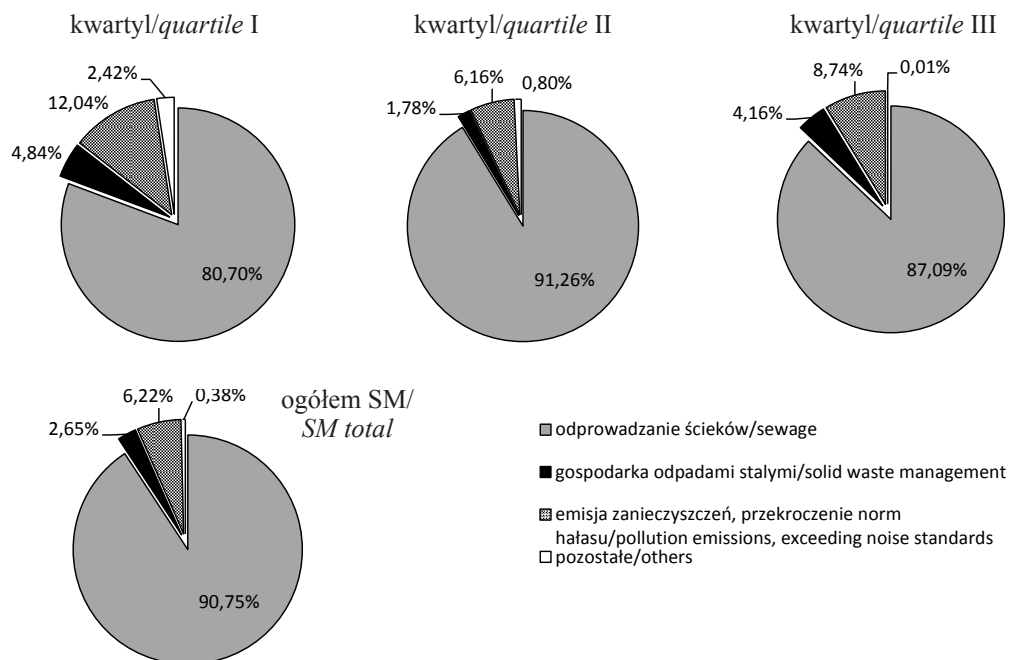 kwartyl/quartile I
kwartyl/quartile II
kwartyl/quartile III
2,42%
12,04%
4,84%
80,70%
6,16%
0,80%
1,78%
91,26%
8,74%
0,01%
4,16%
87,09%
ogółem SM/
SM total
6,22%
0,38%
2,65%
90,75%
odprowadzanie ścieków/sewage
gospodarka odpadami stalymi/solid waste management
emisja zanieczyszczeń, przekroczenie norm
hałasu/pollution emissions, exceeding noise standards
pozostałe/others